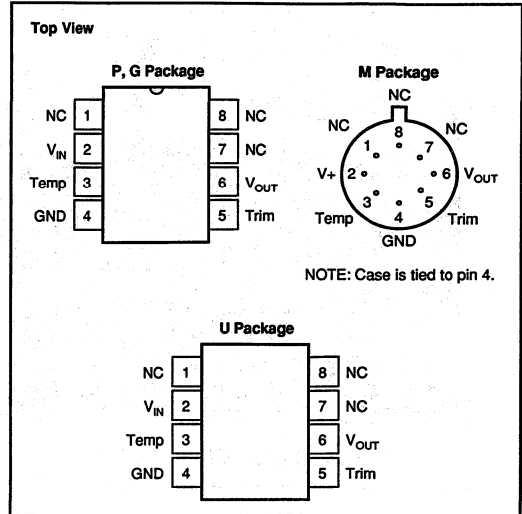 Top View
P, G Package
NC 1 8 NC
V_IN 2 7 NC
Temp 3 6 V_OUT
GND 4 5 Trim
M Package
NC
NC 8 NC
1 7
V+ 2 6 V_OUT
3 5
Temp 4 Trim
GND
NOTE: Case is tied to pin 4.
U Package
NC 1 8 NC
V_IN 2 7 NC
Temp 3 6 V_OUT
GND 4 5 Trim